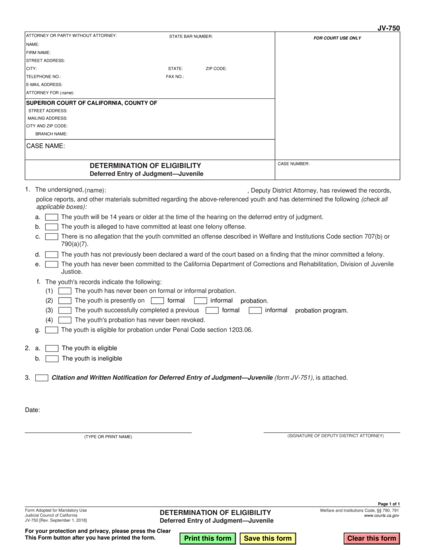 JV-750
ATTORNEY OR PARTY WITHOUT ATTORNEY: STATE BAR NUMBER:
FOR COURT USE ONLY
NAME:
FIRM NAME:
STREET ADDRESS:
CITY: STATE: ZIP CODE:
TELEPHONE NO.: FAX NO.:
E-MAIL ADDRESS:
ATTORNEY FOR (name):
SUPERIOR COURT OF CALIFORNIA, COUNTY OF
STREET ADDRESS:
MAILING ADDRESS:
CITY AND ZIP CODE:
BRANCH NAME:
CASE NAME:
DETERMINATION OF ELIGIBILITY
Deferred Entry of Judgment—Juvenile
CASE NUMBER:
1. The undersigned, (name): , Deputy District Attorney, has reviewed the records,
police reports, and other materials submitted regarding the above-referenced youth and has determined the following (check all
applicable boxes):
a. The youth will be 14 years or older at the time of the hearing on the deferred entry of judgment.
b. The youth is alleged to have committed at least one felony offense.
c. There is no allegation that the youth committed an offense described in Welfare and Institutions Code section 707(b) or
790(a)(7).
d. The youth has not previously been declared a ward of the court based on a finding that the minor committed a felony.
e. The youth has never been committed to the California Department of Corrections and Rehabilitation, Division of Juvenile
Justice.
f. The youth's records indicate the following:
(1) The youth has never been on formal or informal probation.
(2) The youth is presently on formal informal probation.
(3) The youth successfully completed a previous formal informal probation program.
(4) The youth's probation has never been revoked.
g. The youth is eligible for probation under Penal Code section 1203.06.
2. a. The youth is eligible
b. The youth is ineligible
3. Citation and Written Notification for Deferred Entry of Judgment—Juvenile (form JV-751), is attached.
Date:
(TYPE OR PRINT NAME)
(SIGNATURE OF DEPUTY DISTRICT ATTORNEY)
Page 1 of 1
Form Adopted for Mandatory Use
Judicial Council of California
JV-750 [Rev. September 1, 2018]
DETERMINATION OF ELIGIBILITY
Deferred Entry of Judgment—Juvenile
Welfare and Institutions Code, §§ 790, 791
www.courts.ca.gov
For your protection and privacy, please press the Clear
This Form button after you have printed the form.
Print this form
Save this form
Clear this form